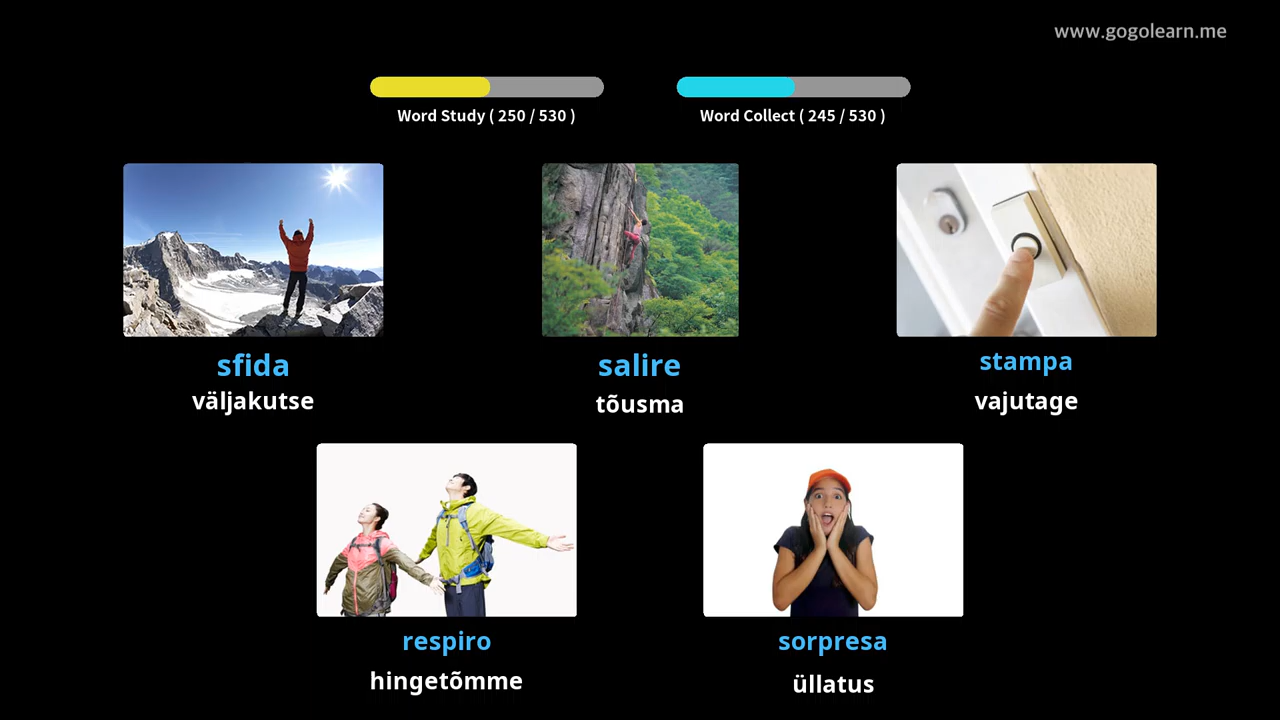 www.gogolearn.me
Word Study ( 250 / 530 )
Word Collect ( 245 / 530 )
sfida
väljakutse
salire
tõusma
stampa
vajutage
respiro
hingetõmme
sorpresa
üllatus